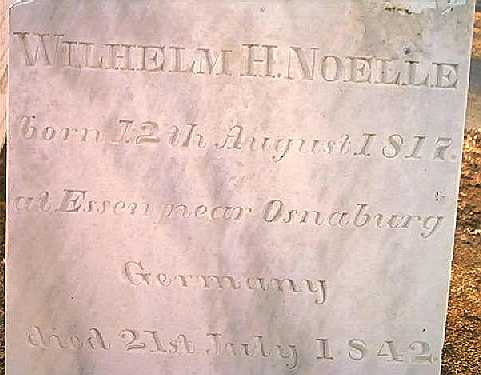 WILHELM H. NOELLE
born 12th August 1817.
at Essen near Osnaburg
Germany
died 21st July 1842.